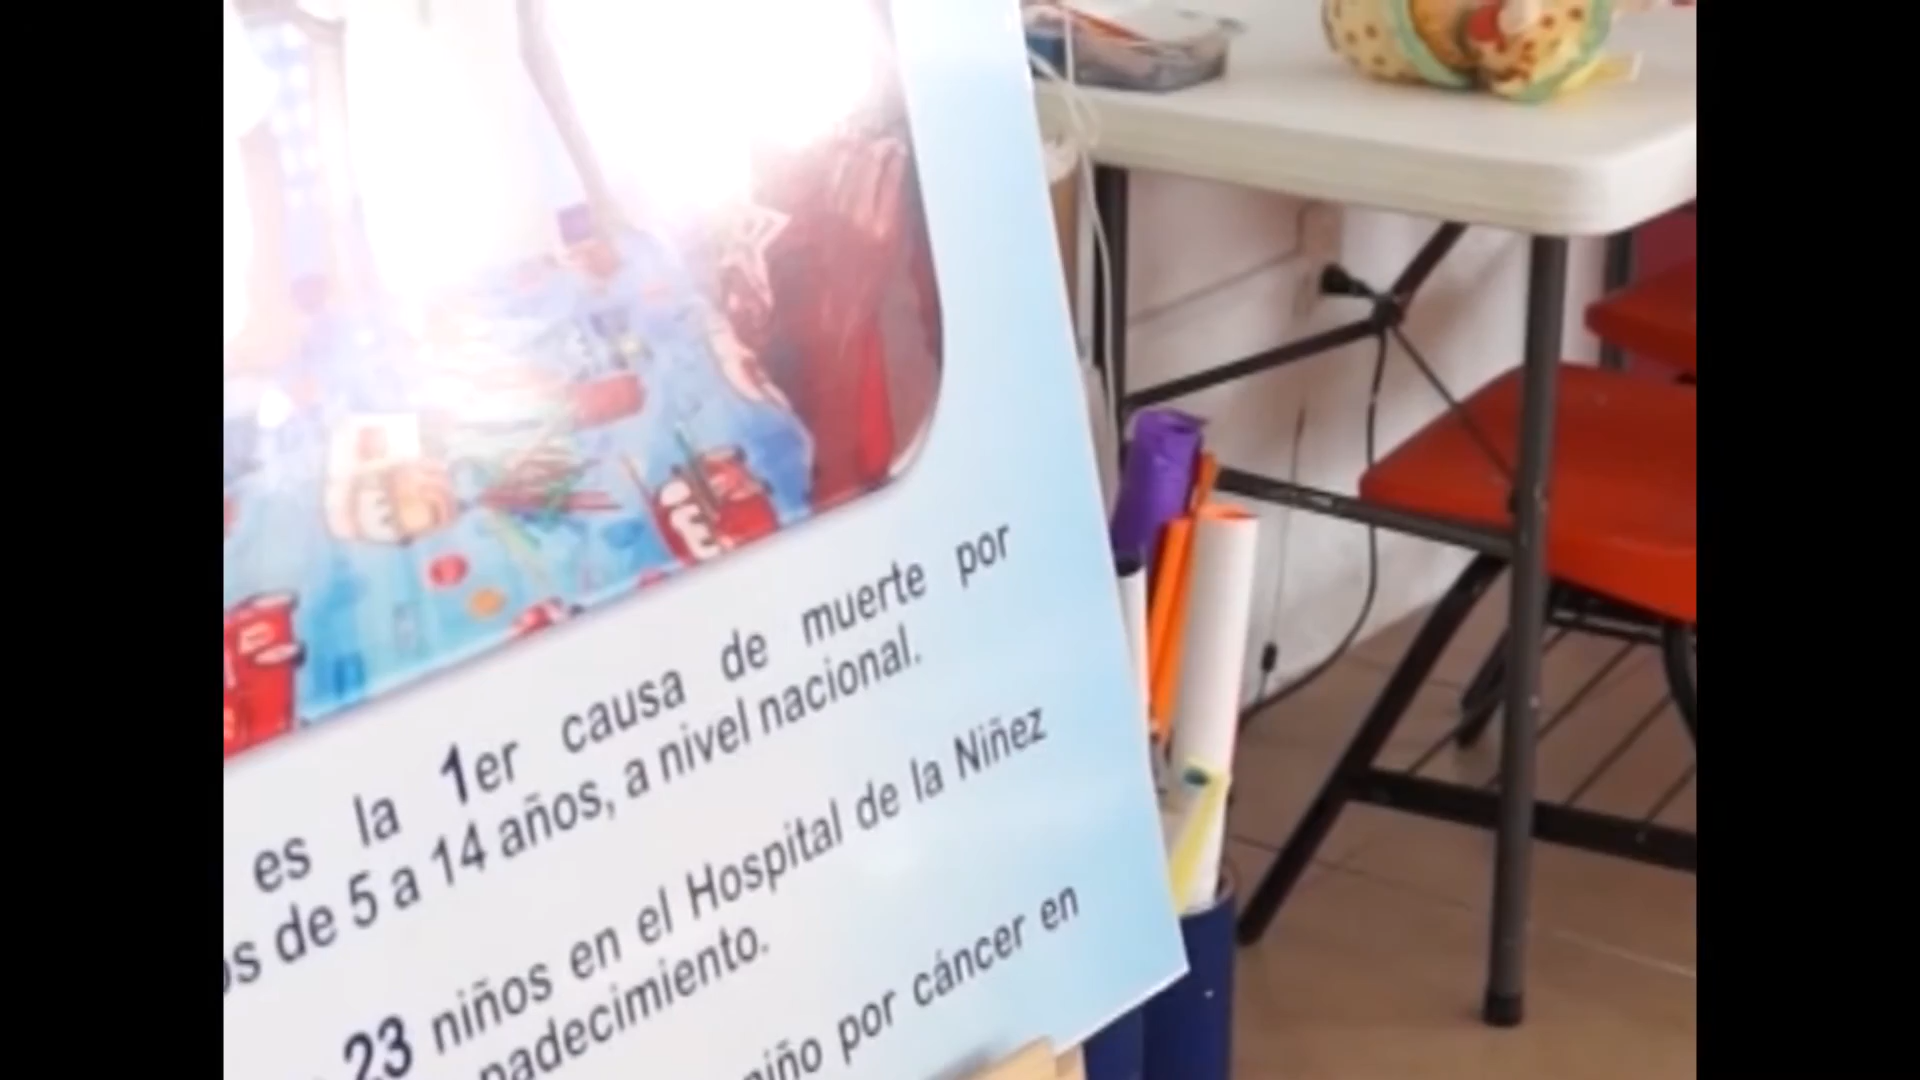 es la 1er causa de muerte por
de 5 a 14 años, a nivel nacional.
23 niños en el Hospital de la Niñez
padecimiento.
niño por cáncer en